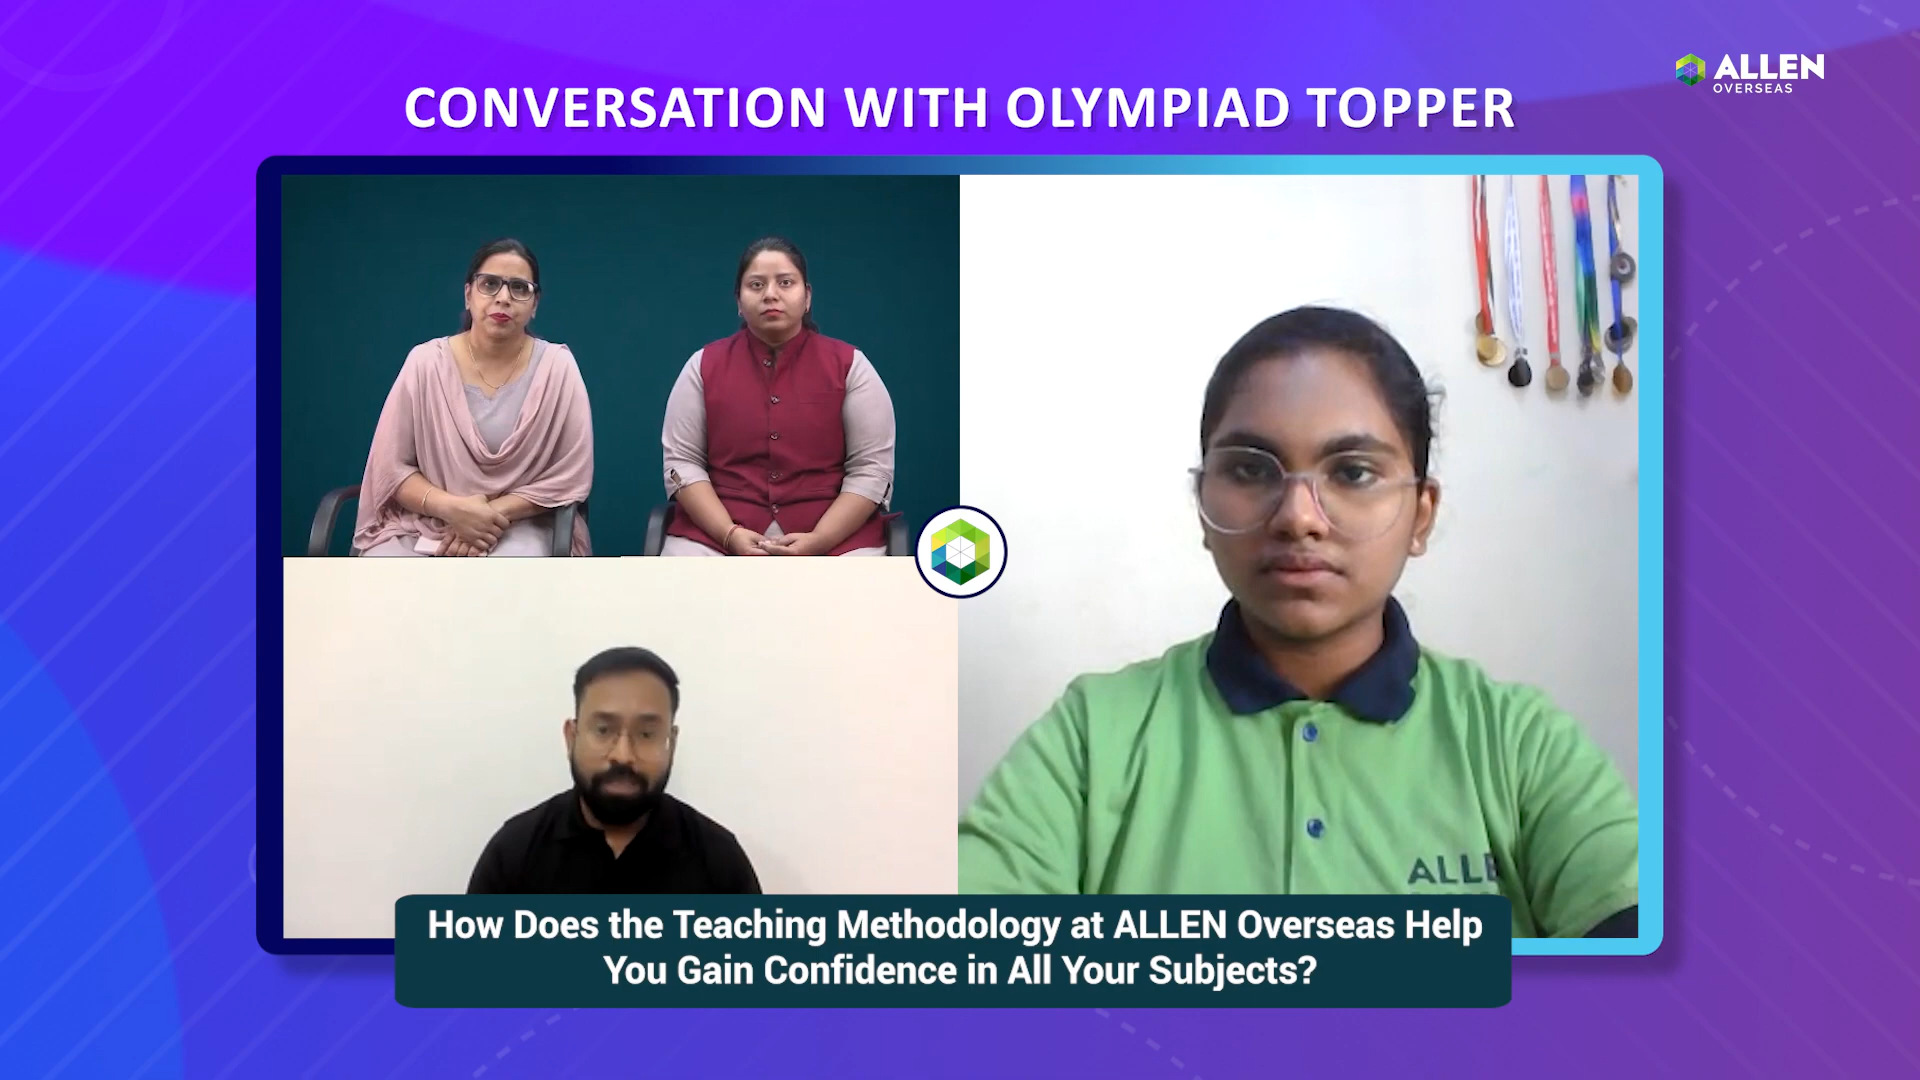 ALLEN
OVERSEAS
CONVERSATION WITH OLYMPIAD TOPPER
ALLE
How Does the Teaching Methodology at ALLEN Overseas Help
You Gain Confidence in All Your Subjects?